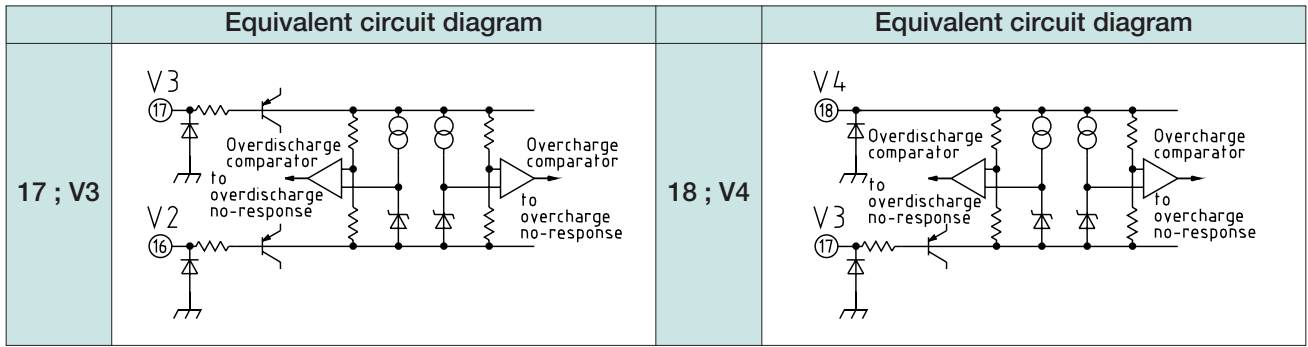 Equivalent circuit diagram
Equivalent circuit diagram
17 ; V3
V3
17
Overdischarge
comparator
to
overdischarge
no-response
Overcharge
comparator
to
overcharge
no-response
V2
16
18 ; V4
V4
18
Overdischarge
comparator
to
overdischarge
no-response
Overcharge
comparator
to
overcharge
no-response
V3
17